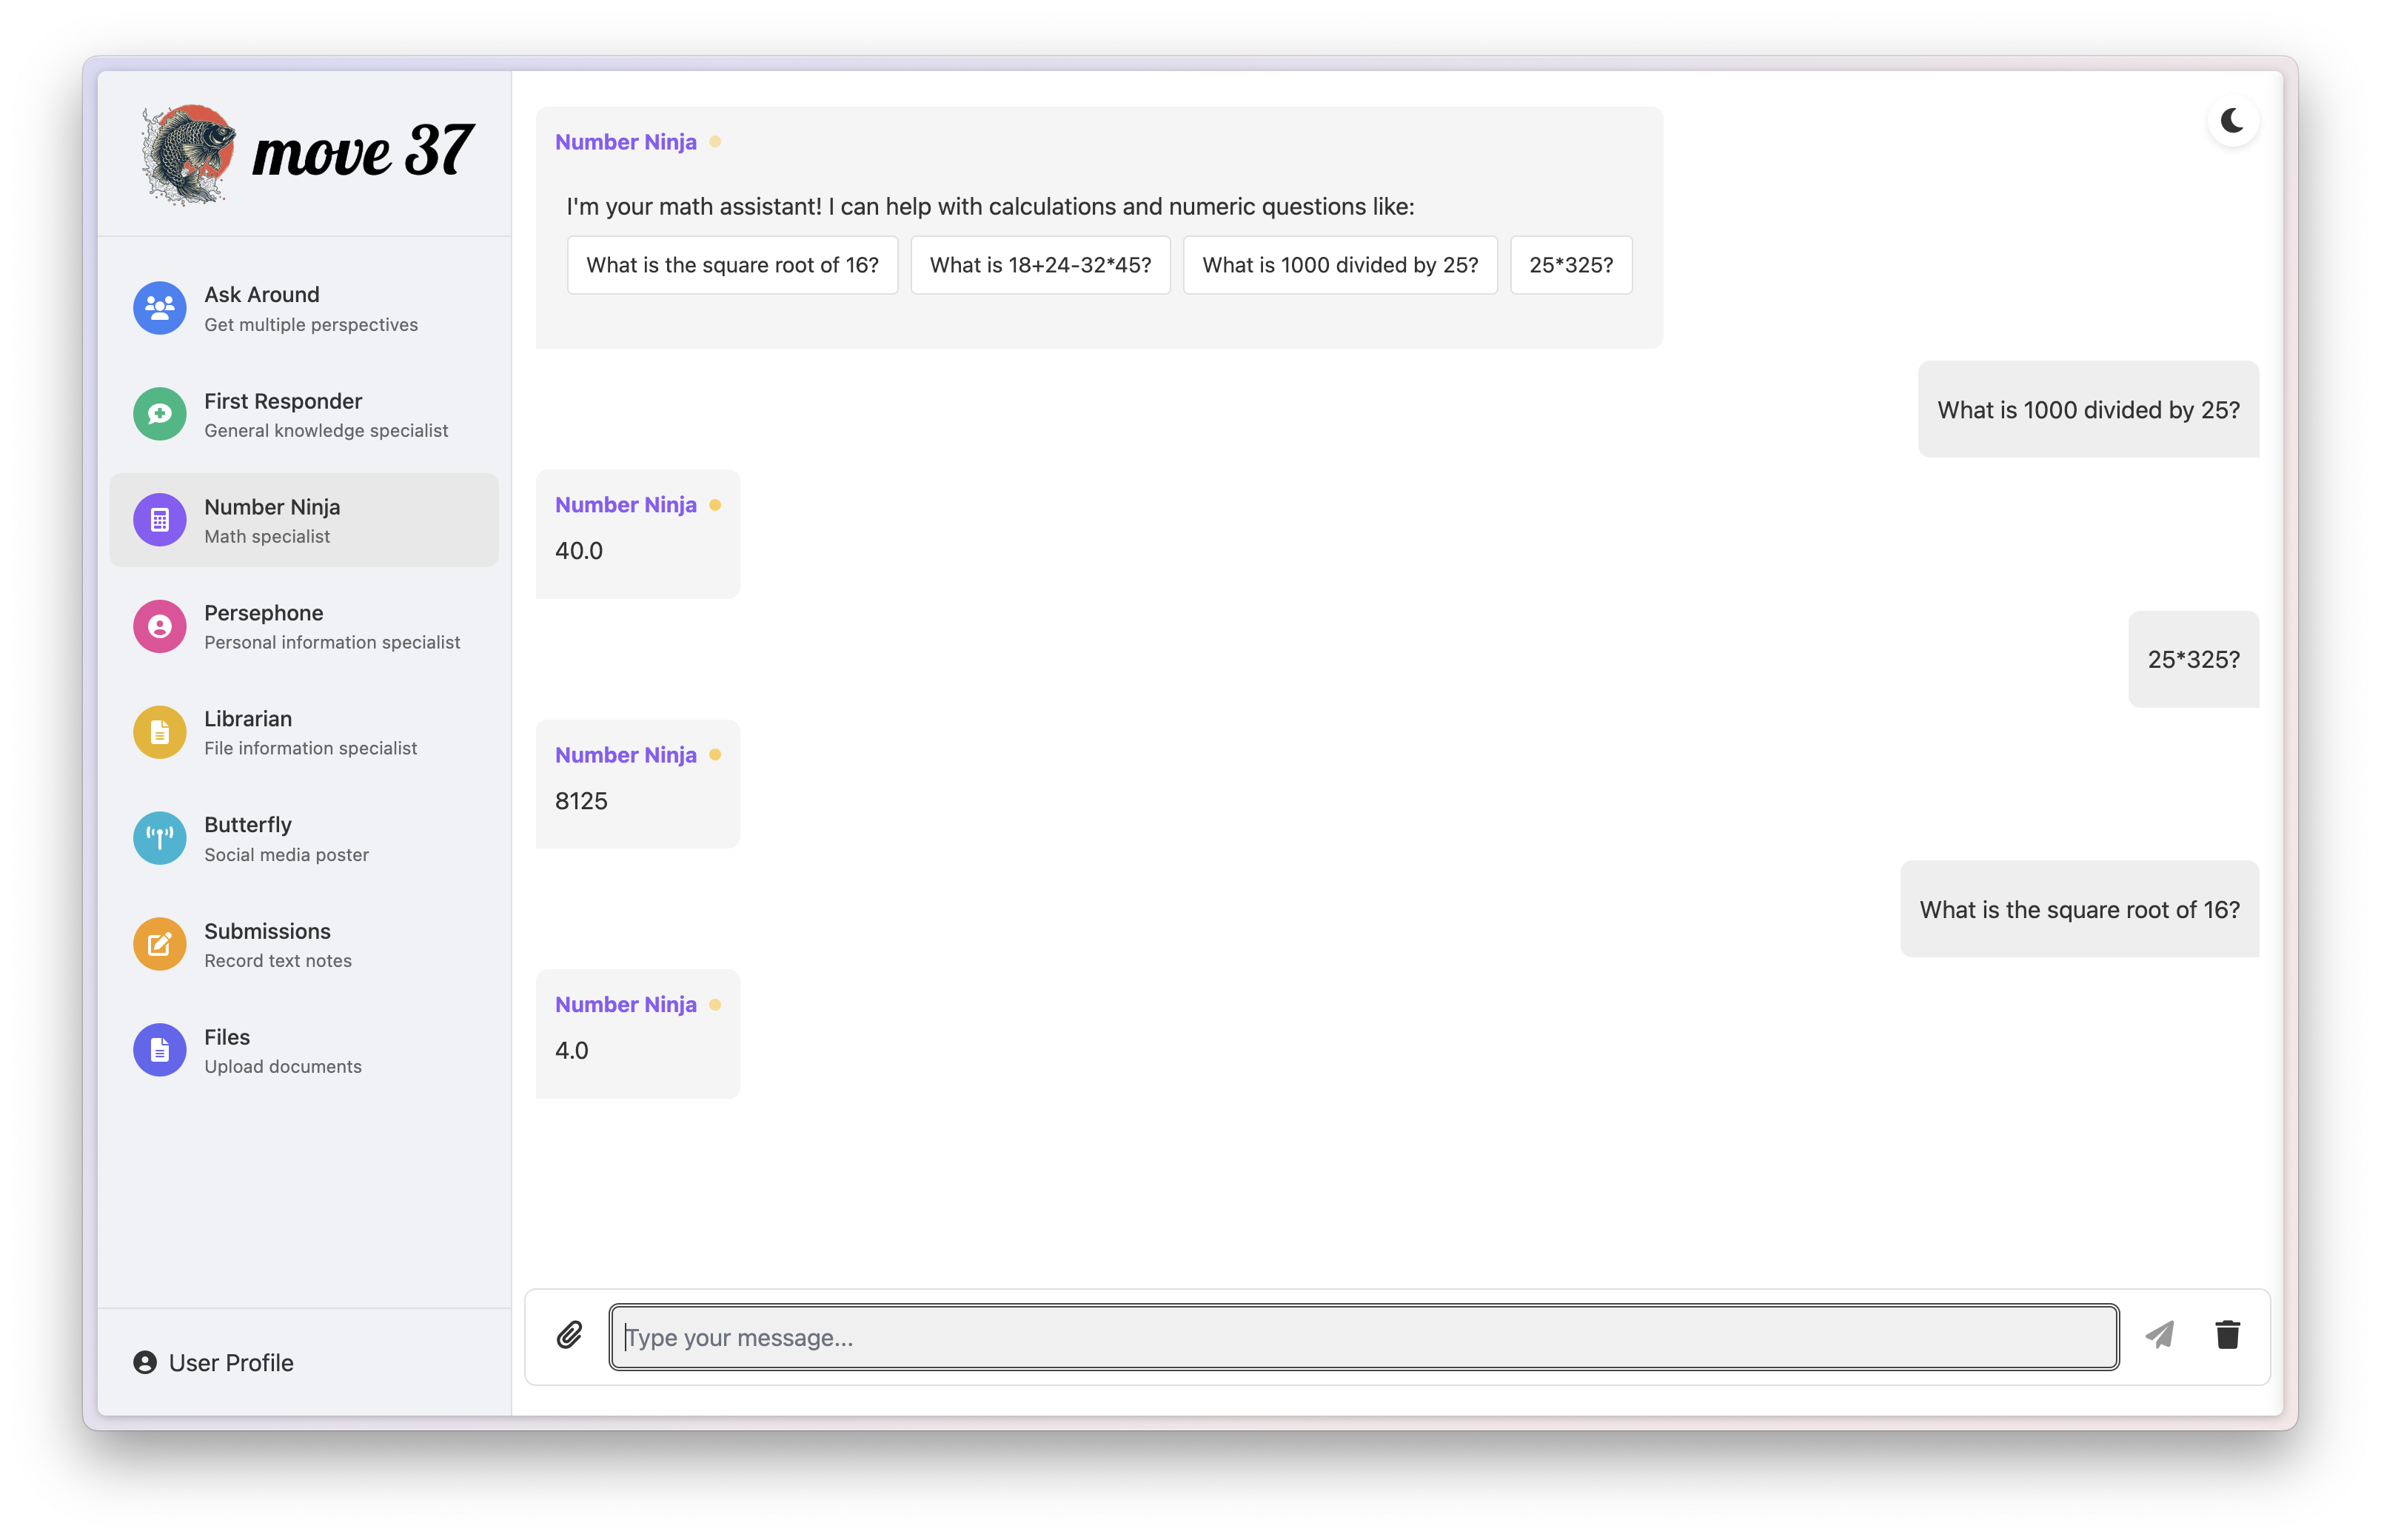 move 37
Ask Around
Get multiple perspectives
First Responder
General knowledge specialist
Number Ninja
Math specialist
Persephone
Personal information specialist
Librarian
File information specialist
Butterfly
Social media poster
Submissions
Record text notes
Files
Upload documents
User Profile
Number Ninja
I'm your math assistant! I can help with calculations and numeric questions like:
What is the square root of 16? What is 18+24-32*45? What is 1000 divided by 25? 25*325?
What is 1000 divided by 25?
Number Ninja
40.0
25*325?
Number Ninja
8125
What is the square root of 16?
Number Ninja
4.0
Type your message...